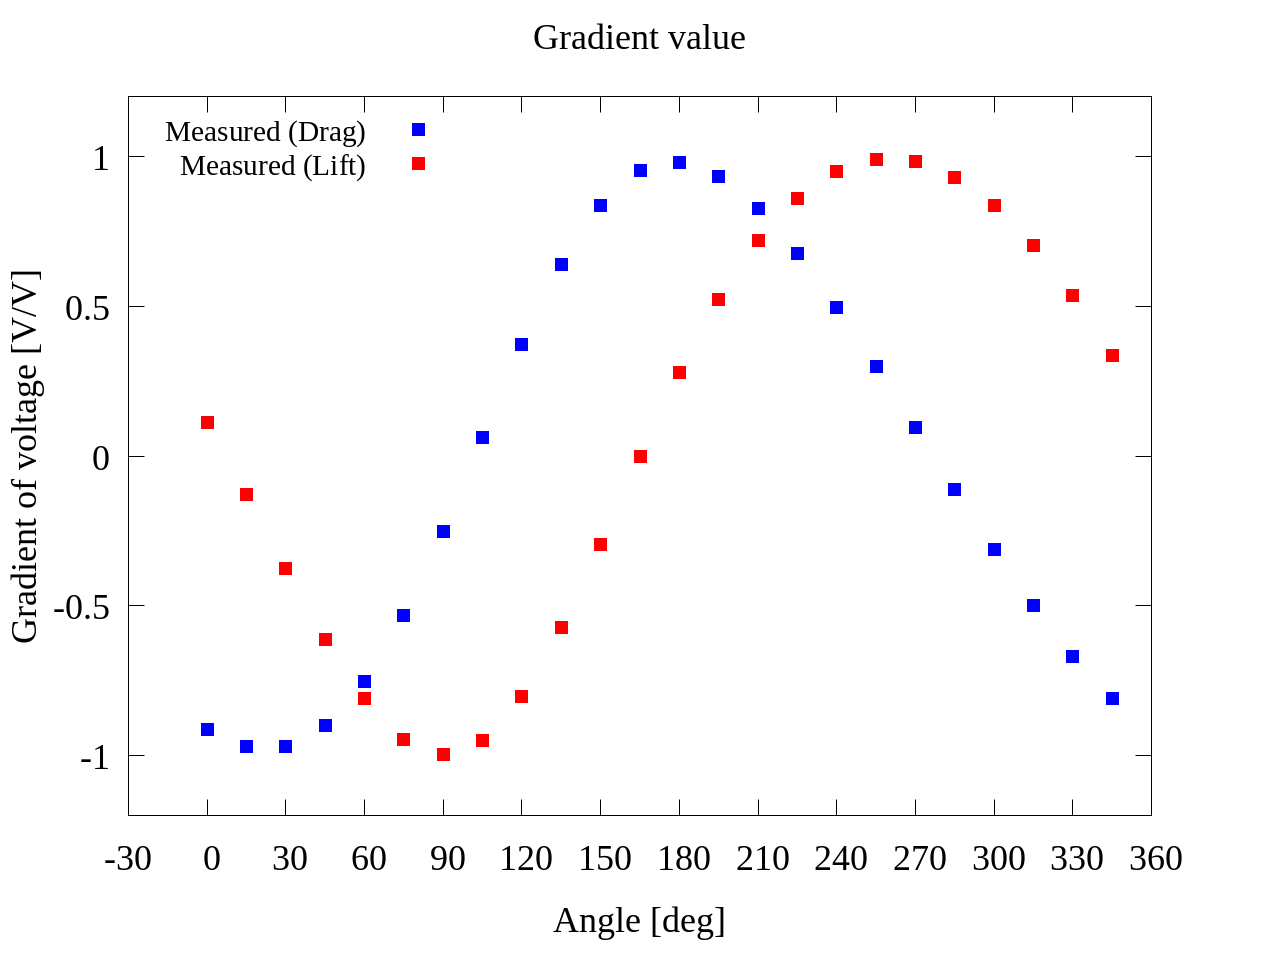 Gradient value
Measured (Drag)
Measured (Lift)
1
0.5
0
-0.5
-1
Gradient of voltage [V/V]
-30 0 30 60 90 120 150 180 210 240 270 300 330 360
Angle [deg]